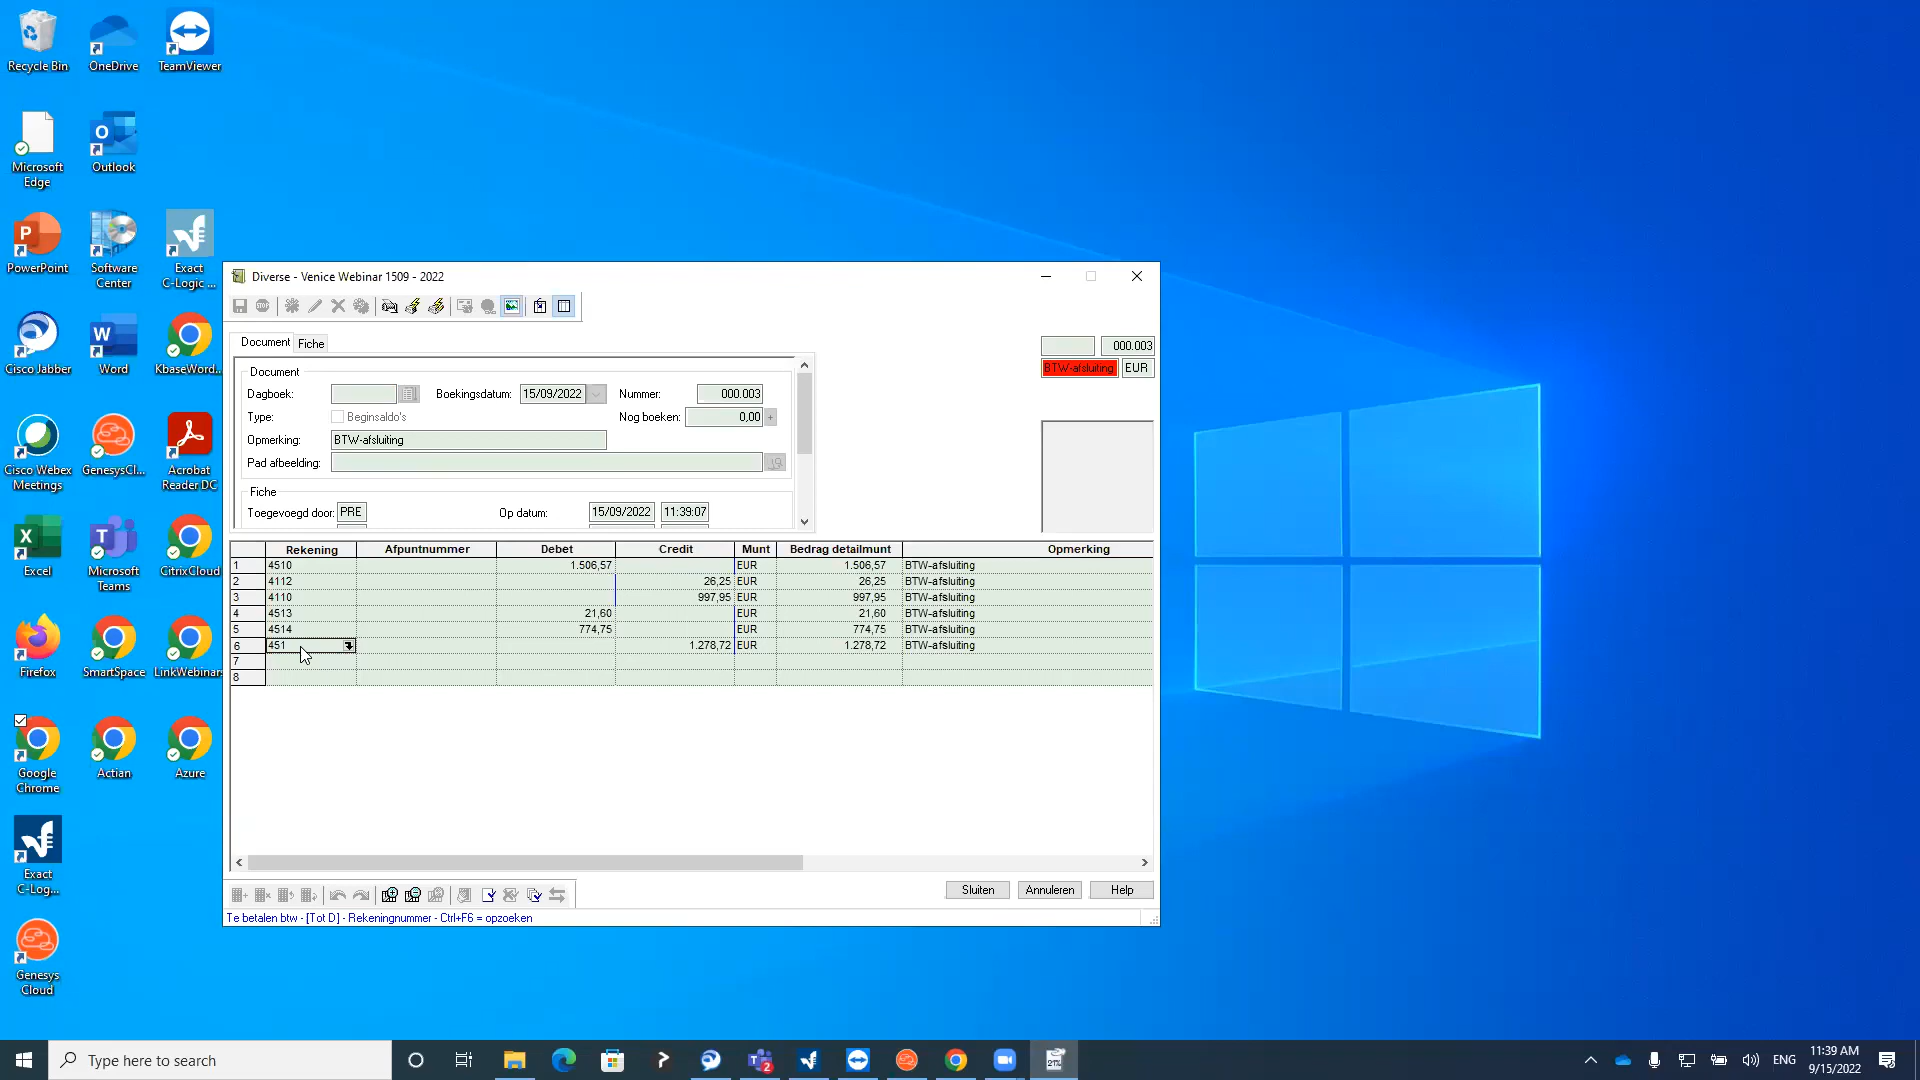 Recycle Bin
OneDrive
TeamViewer
Microsoft
Edge
Outlook
PowerPoint
Software
Center
Exact
C-Logic ...
Cisco Jabber
Word
KbaseWord...
Cisco Webex
Meetings
GenesysCl...
Acrobat
Reader DC
Excel
Microsoft
Teams
CitrixCloud
Firefox
SmartSpace
LinkWebinars
Google
Chrome
Actian
Azure
Exact
C-Log...
Genesys
Cloud
Diverse - Venice Webinar 1509 - 2022
Document Fiche
000.003
BTW-afsluiting EUR
Document
Dagboek: Boekingsdatum: 15/09/2022 Nummer: 000.003
Type: Beginsaldo's Nog boeken: 0,00 +
Opmerking: BTW-afsluiting
Pad afbeelding:
Fiche
Toegevoegd door: PRE Op datum: 15/09/2022 11:39:07
Rekening Afpuntnummer Debet Credit Munt Bedrag detailmunt Opmerking
1 4510 1.506,57 EUR 1.506,57 BTW-afsluiting
2 4112 26,25 EUR 26,25 BTW-afsluiting
3 4110 997,95 EUR 997,95 BTW-afsluiting
4 4513 21,60 EUR 21,60 BTW-afsluiting
5 4514 774,75 EUR 774,75 BTW-afsluiting
6 451 1.278,72 EUR 1.278,72 BTW-afsluiting
7
8
Sluiten Annuleren Help
Te betalen btw - [Tot D] - Rekeningnummer - Ctrl+F6 = opzoeken
Type here to search
2
21%
ENG
11:39 AM
9/15/2022